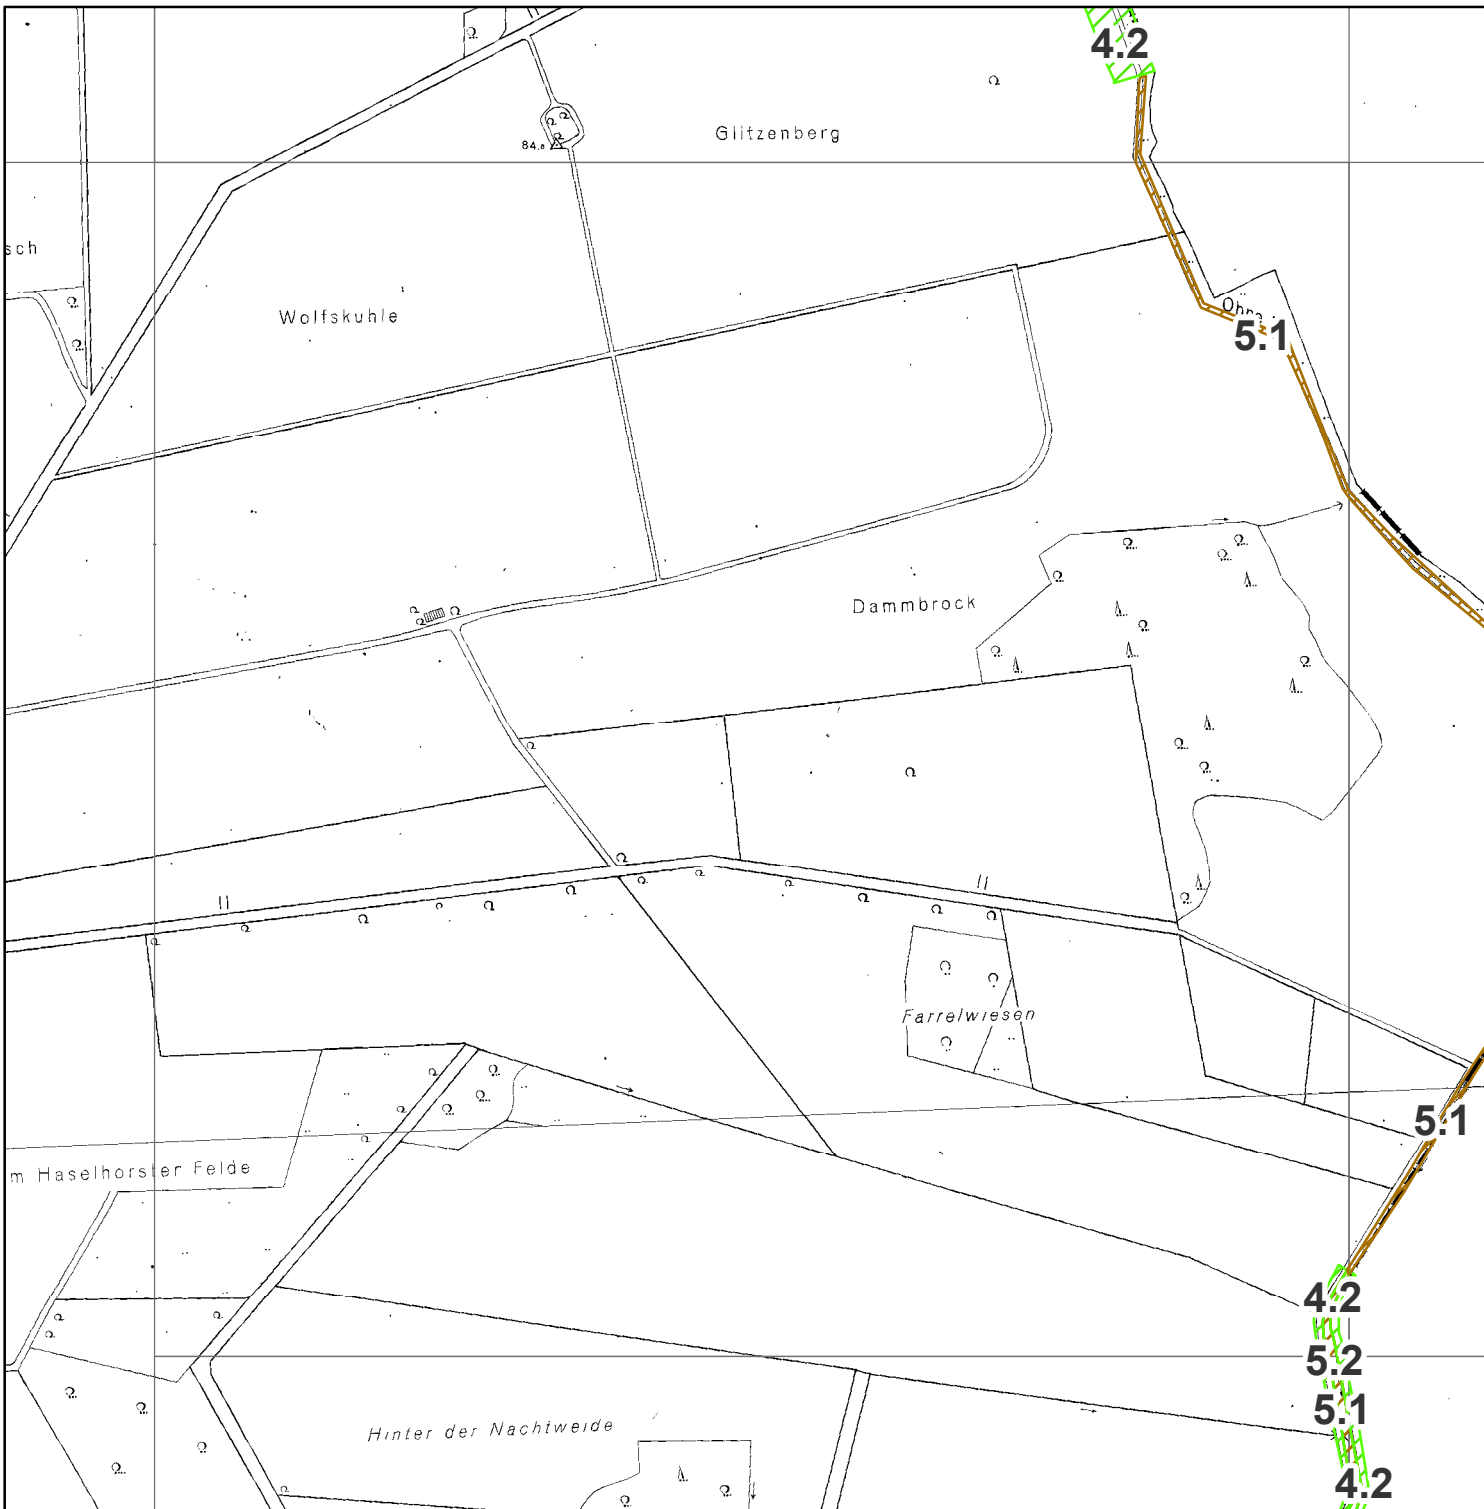 4.2
Glitzenberg
84.8
sch
Wolfskuhle
5.1
Dammbrock
Farrelwiesen
5.1
m Haselhorster Felde
4.2
5.2
5.1
Hinter der Nachtweide
4.2